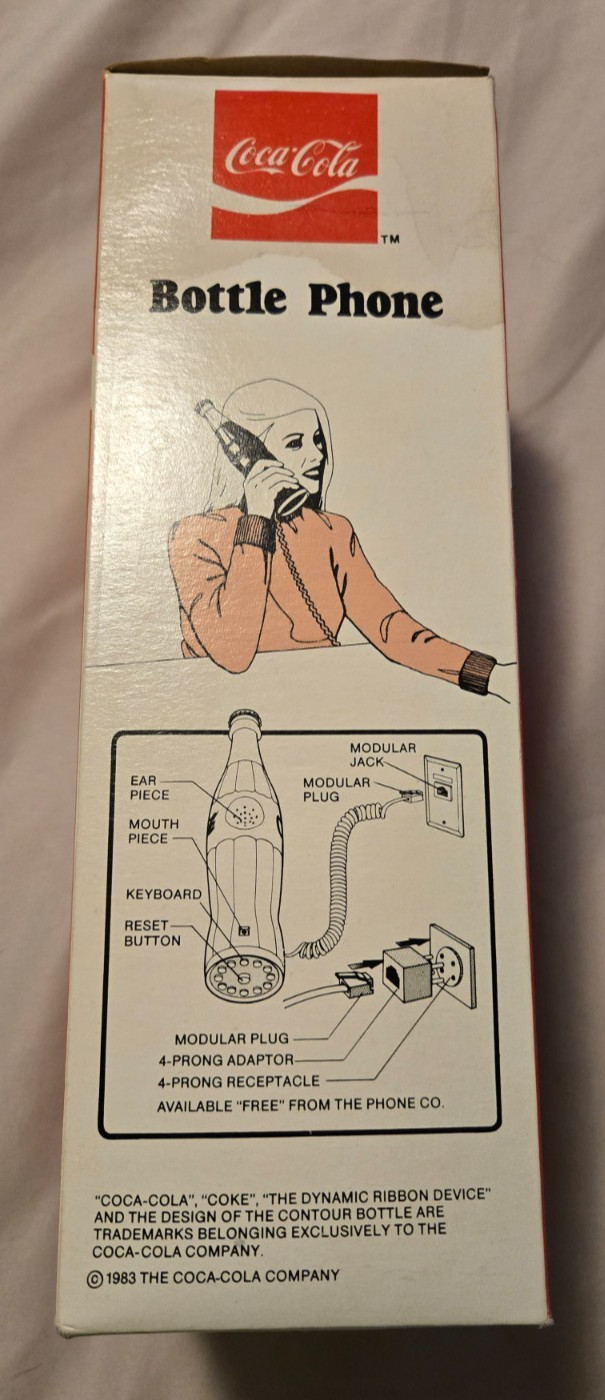 Coca-Cola
TM
Bottle Phone
MODULAR
JACK
EAR
PIECE
MODULAR
PLUG
MOUTH
PIECE
KEYBOARD
RESET
BUTTON
MODULAR PLUG
4-PRONG ADAPTOR
4-PRONG RECEPTACLE
AVAILABLE "FREE" FROM THE PHONE CO.
"COCA-COLA", "COKE", "THE DYNAMIC RIBBON DEVICE"
AND THE DESIGN OF THE CONTOUR BOTTLE ARE
TRADEMARKS BELONGING EXCLUSIVELY TO THE
COCA-COLA COMPANY.
© 1983 THE COCA-COLA COMPANY